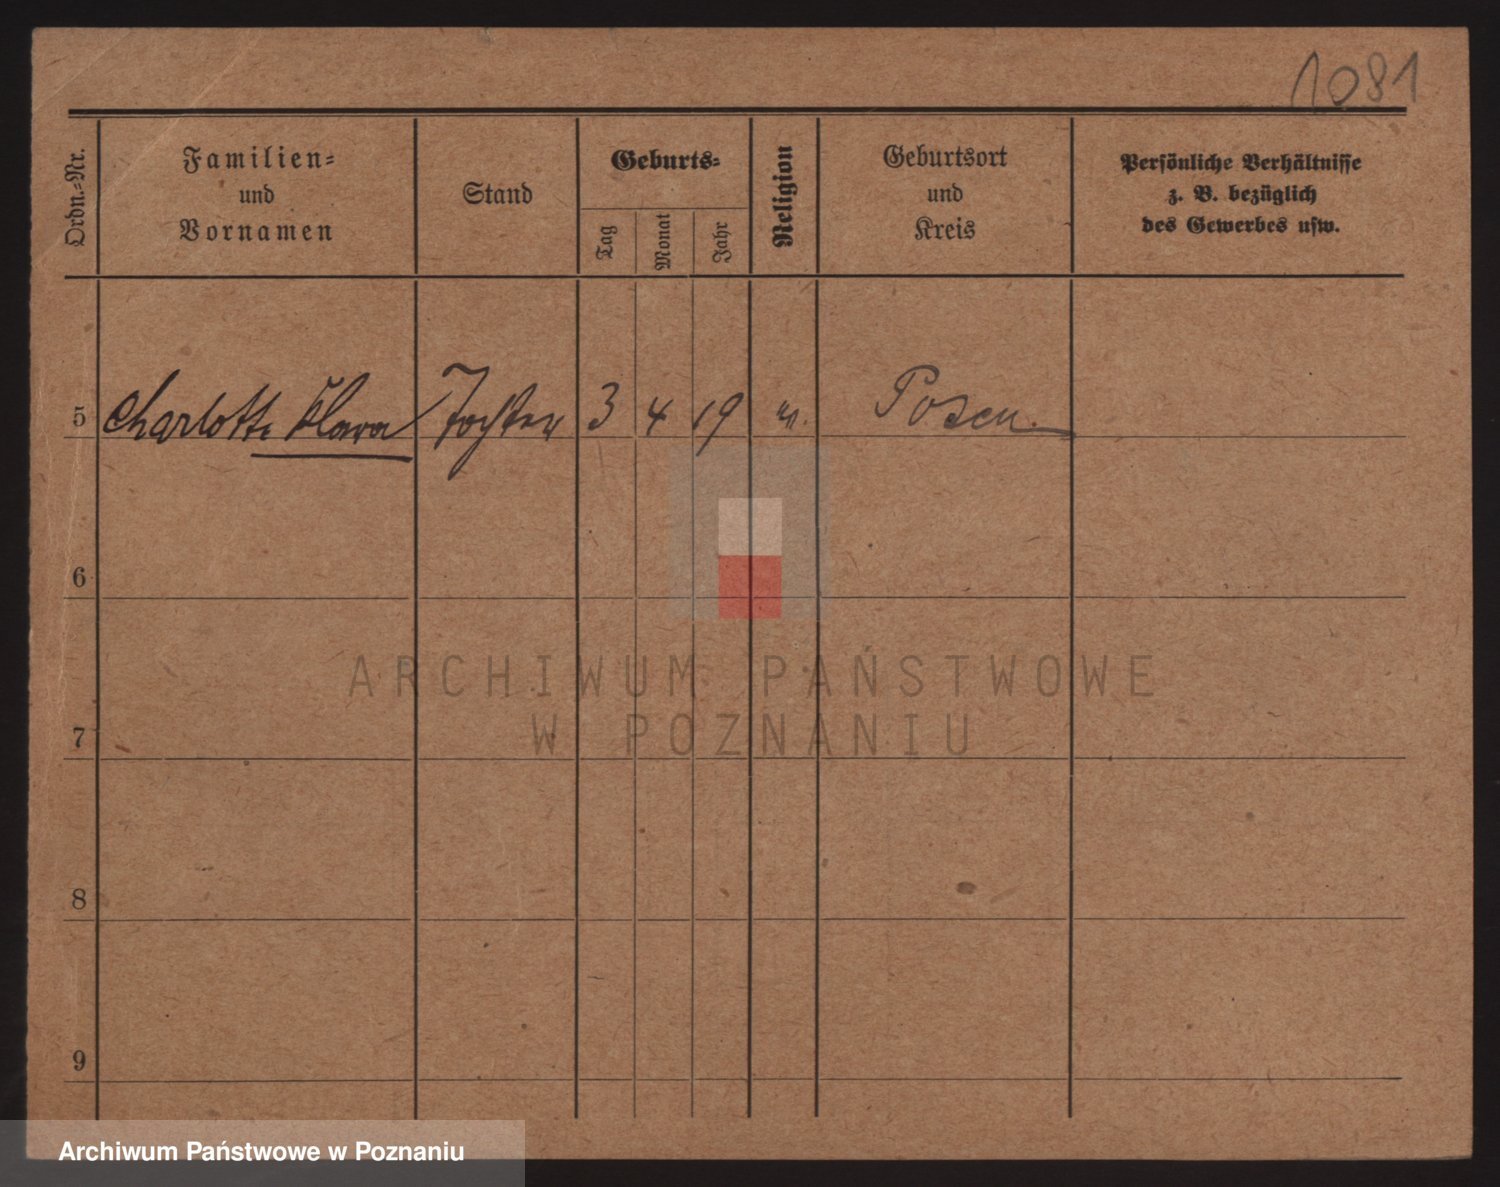 1081
Ordn.-Nr.
Familien-
und
Vornamen
Stand
Geburts-
Tag
Monat
Jahr
Religion
Geburtsort
und
Kreis
Persönliche Verhältnisse
z. B. bezüglich
des Gewerbes usw.
5 Charlotte Klara Tochter 3 4 19 Posen.
6
7
8
9
ARCHIWUM PAŃSTWOWE
W POZNANIU
Archiwum Państwowe w Poznaniu